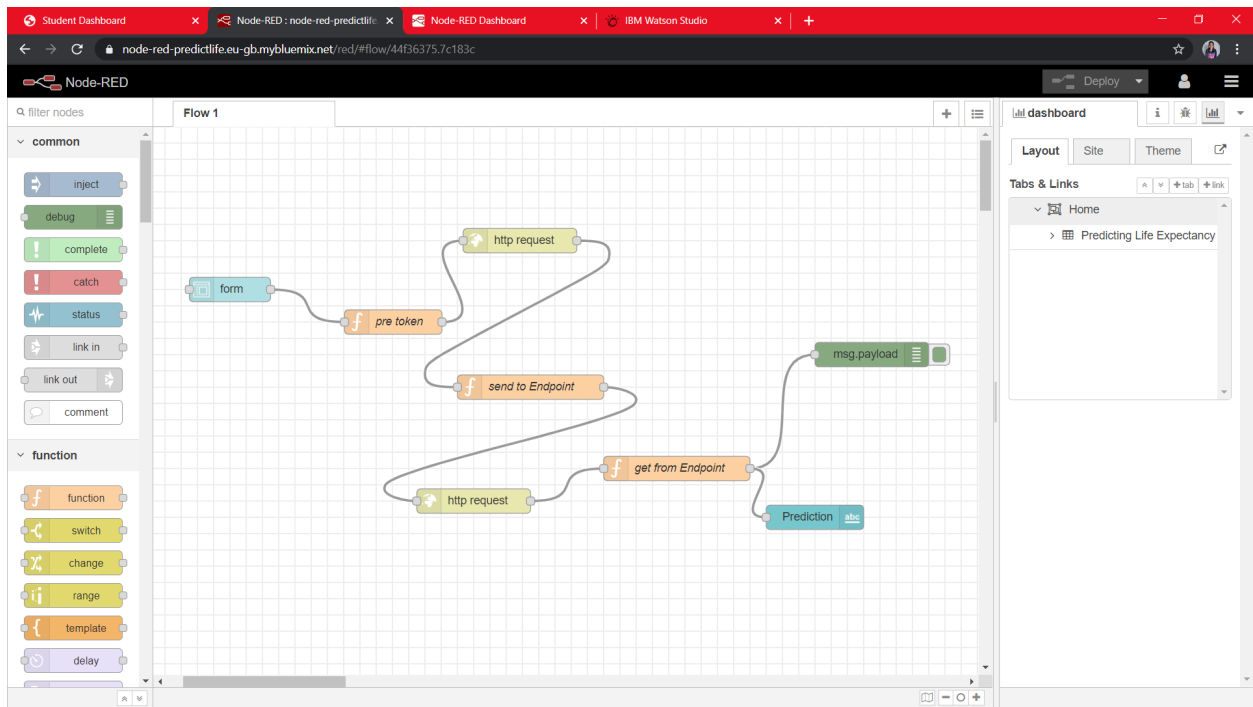 Student Dashboard
Node-RED : node-red-predictlife
Node-RED Dashboard
IBM Watson Studio
node-red-predictlife.eu-gb.mybluemix.net/red/#flow/44f36375.7c183c
Node-RED
Deploy
filter nodes
common
inject
debug
complete
catch
status
link in
link out
comment
function
function
switch
change
range
template
delay
Flow 1
form
pre token
http request
send to Endpoint
http request
get from Endpoint
msg.payload
Prediction
abc
dashboard
i
Layout
Site
Theme
Tabs & Links
+ tab
+ link
Home
Predicting Life Expectancy